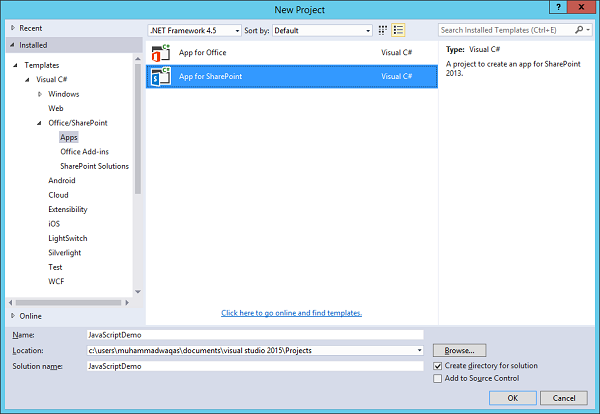 New Project
Recent
.NET Framework 4.5 Sort by: Default
Search Installed Templates (Ctrl+E)
Installed
Templates
Visual C#
Windows
Web
Office/SharePoint
Apps
Office Add-ins
SharePoint Solutions
Android
Cloud
Extensibility
iOS
LightSwitch
Silverlight
Test
WCF
Online
C#
App for Office Visual C#
C#
App for SharePoint Visual C#
Click here to go online and find templates.
Type: Visual C#
A project to create an app for SharePoint
2013.
Name: JavaScriptDemo
Location: c:\users\muhammadwaqas\documents\visual studio 2015\Projects Browse...
Solution name: JavaScriptDemo
Create directory for solution
Add to Source Control
OK Cancel